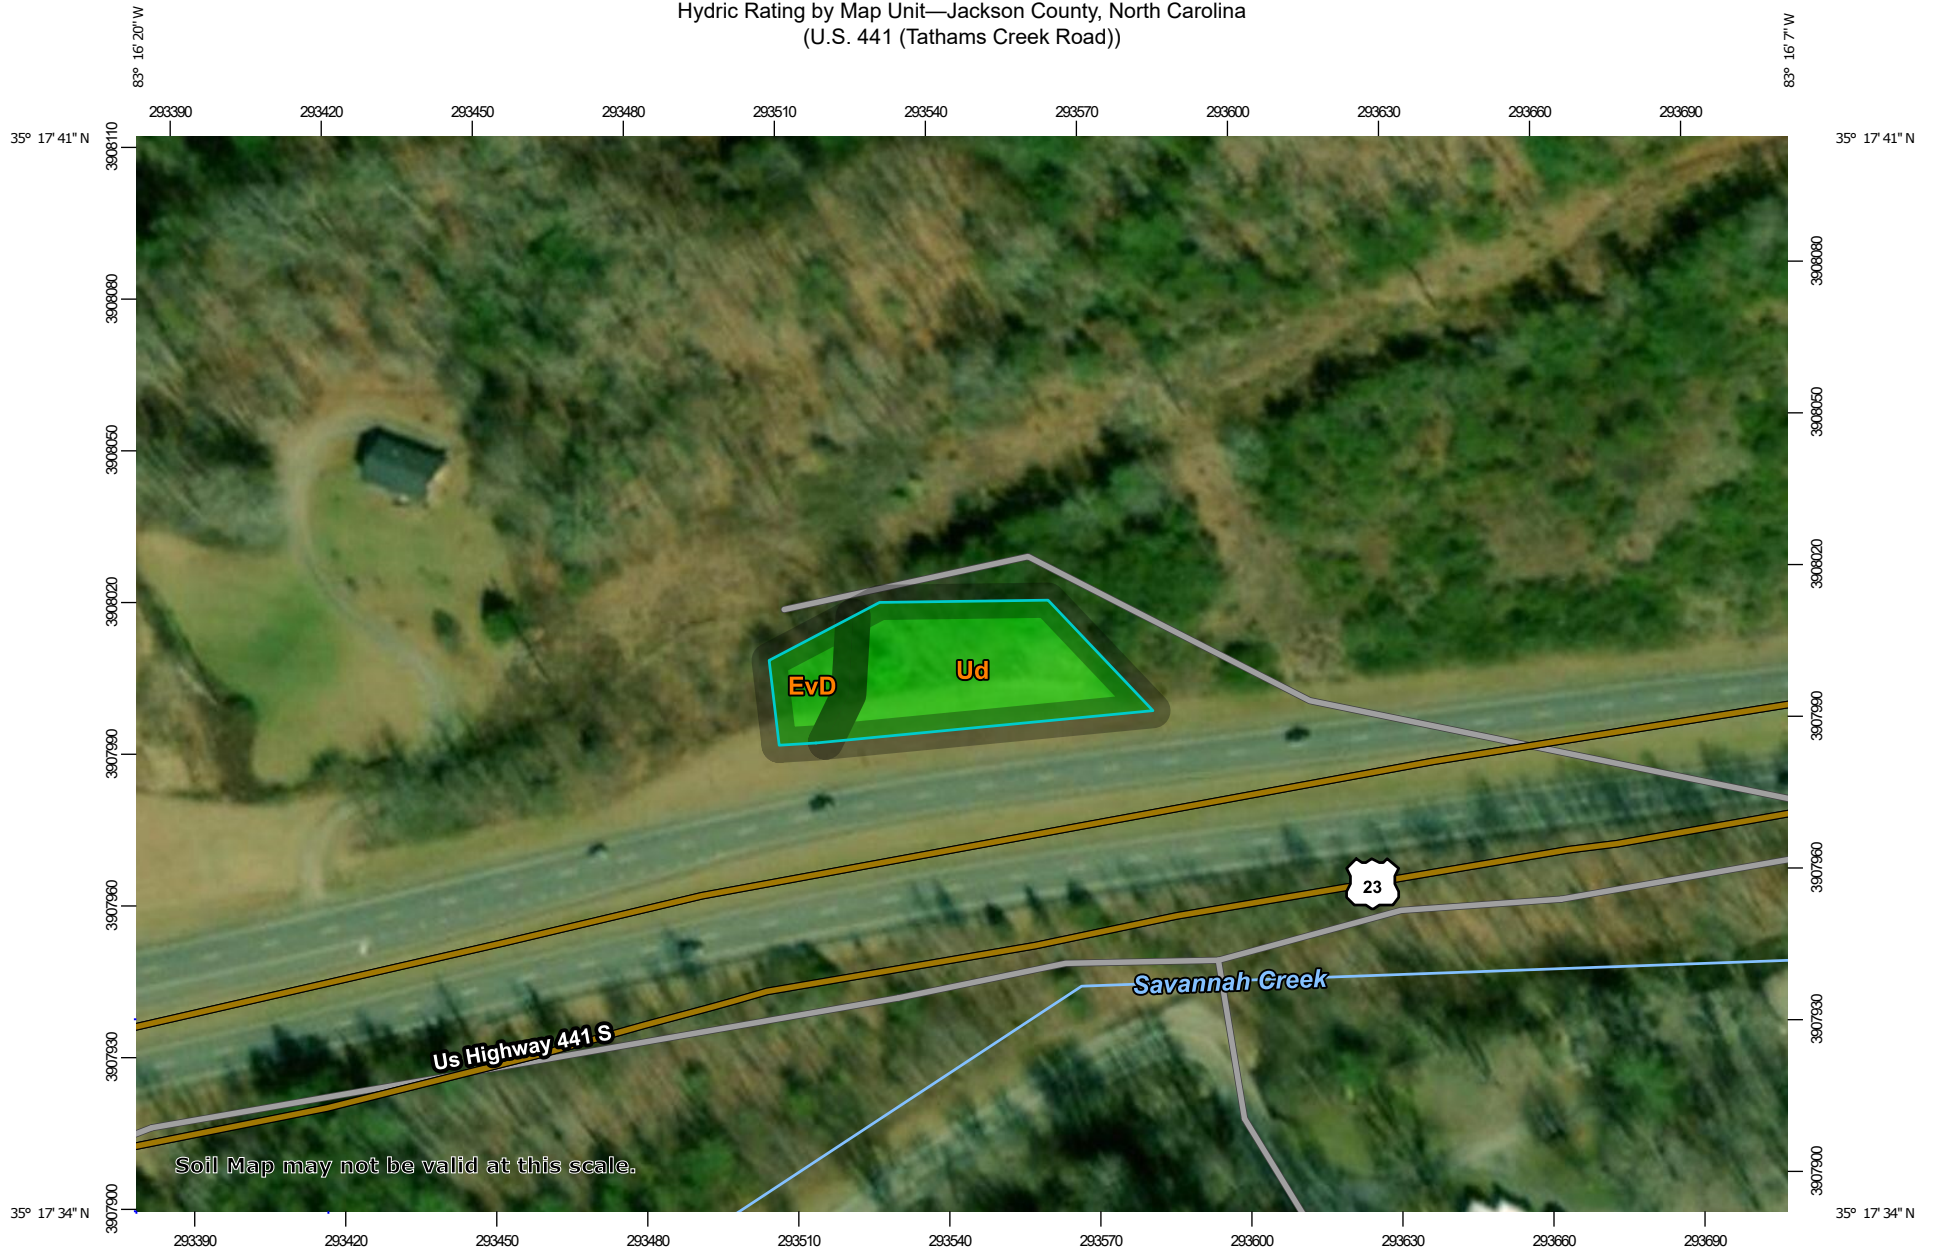 Hydric Rating by Map Unit—Jackson County, North Carolina
(U.S. 441 (Tathams Creek Road))
83° 16' 20'' W
83° 16' 7'' W
293390 293420 293450 293480 293510 293540 293570 293600 293630 293660 293690
35° 17' 41'' N
35° 17' 41'' N
3908110
3908080
3908050
3908020
3907990
3907960
3907930
3907900
3908080
3908050
3908020
3907990
3907960
3907930
3907900
EvD
Ud
23
Savannah Creek
Us Highway 441 S
Soil Map may not be valid at this scale.
35° 17' 34'' N
35° 17' 34'' N
293390 293420 293450 293480 293510 293540 293570 293600 293630 293660 293690